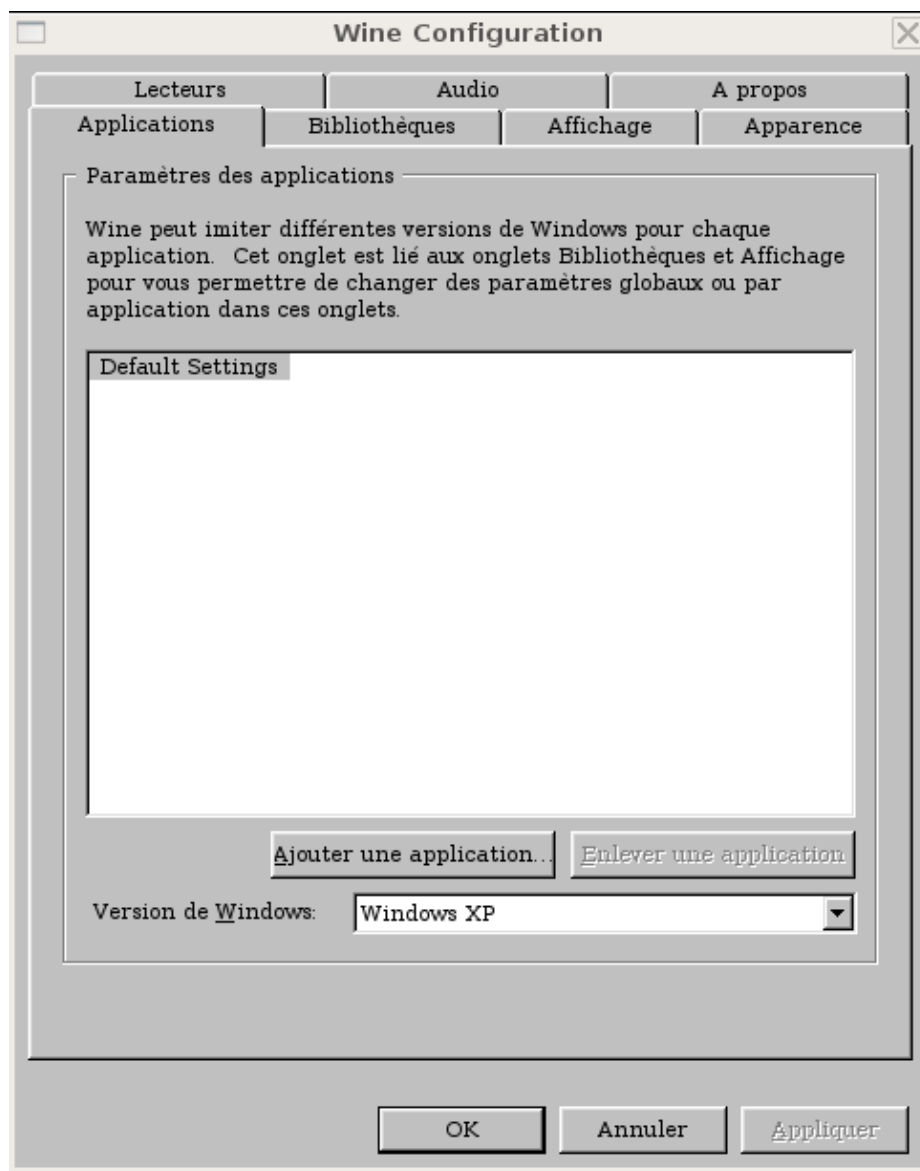 Wine Configuration
Lecteurs Audio A propos
Applications Bibliothèques Affichage Apparence
Paramètres des applications
Wine peut imiter différentes versions de Windows pour chaque
application. Cet onglet est lié aux onglets Bibliothèques et Affichage
pour vous permettre de changer des paramètres globaux ou par
application dans ces onglets.
Default Settings
Ajouter une application... Enlever une application
Version de Windows: Windows XP
OK Annuler Appliquer